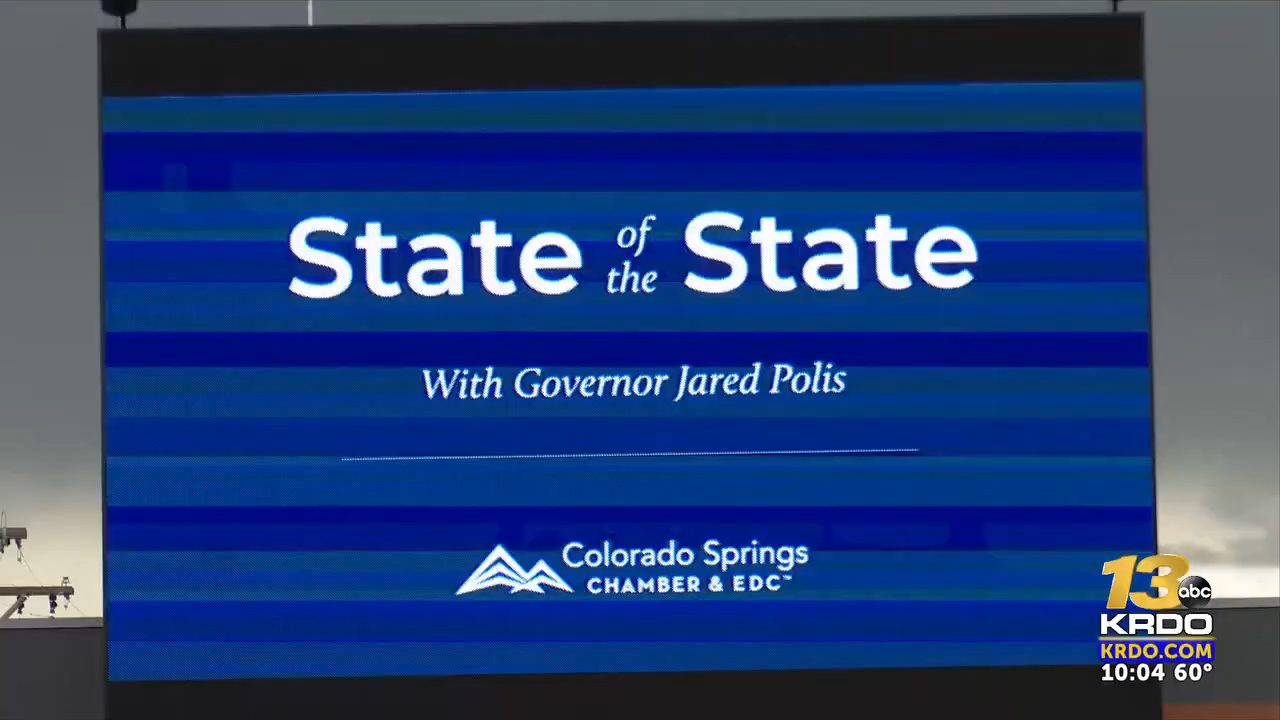 State of the State
With Governor Jared Polis
Colorado Springs
CHAMBER & EDC™
13 abc
KRDO
KRDO.COM
10:04 60°